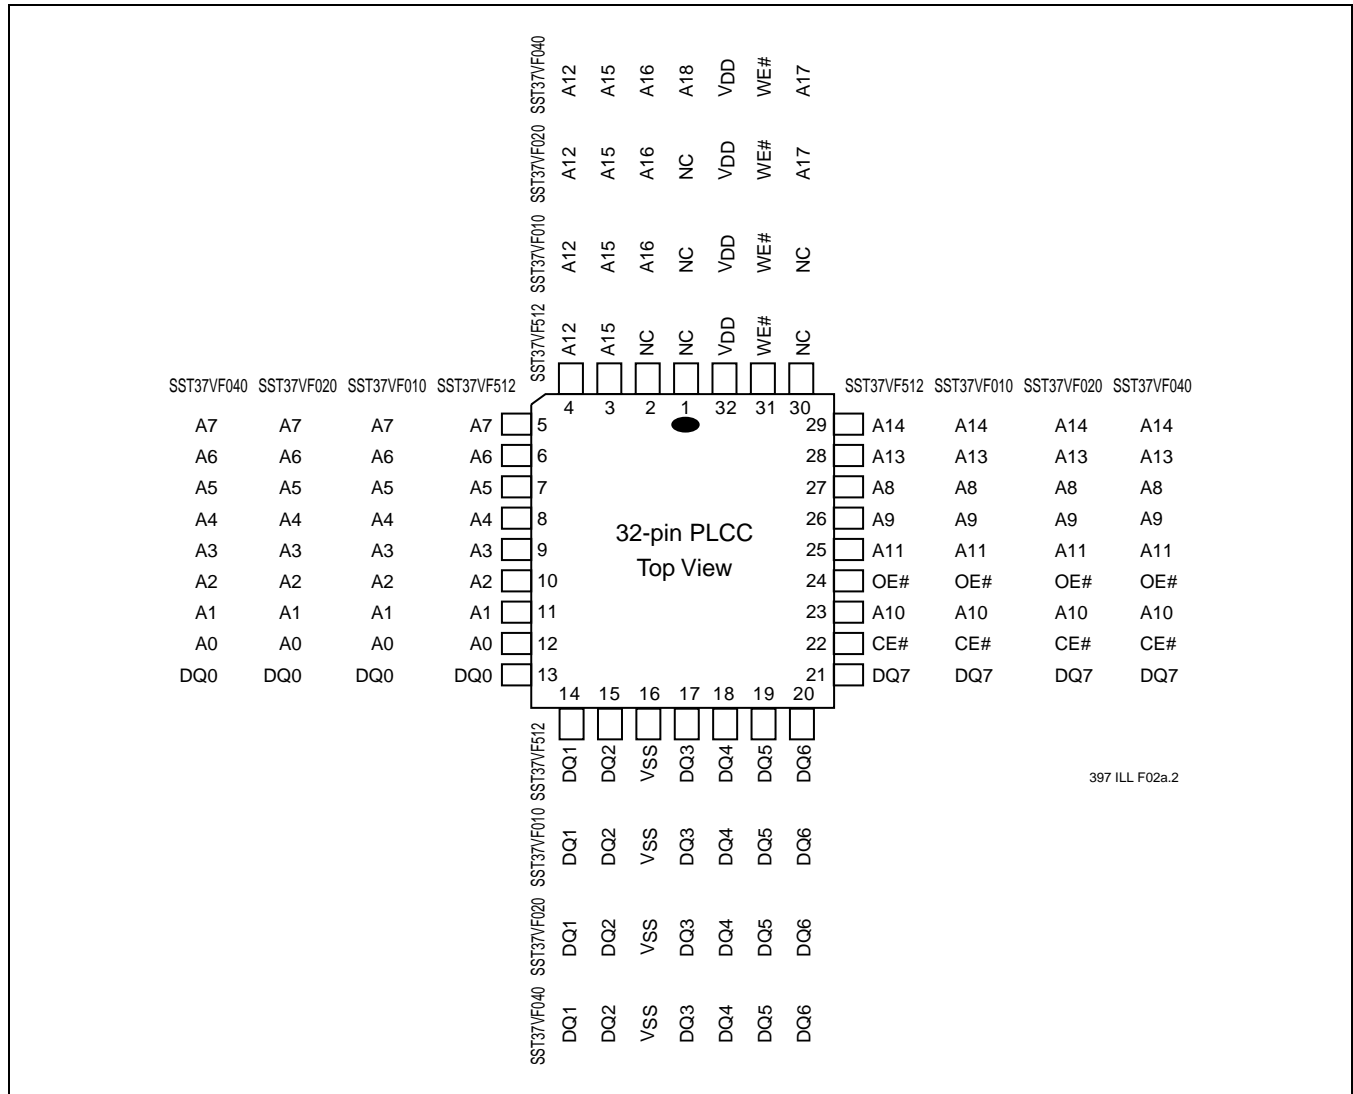 SST37VF040 A12 A15 A16 A18 VDD WE# A17
SST37VF020 A12 A15 A16 NC VDD WE# A17
SST37VF010 A12 A15 A16 NC VDD WE# NC
SST37VF512 A12 A15 NC NC VDD WE# NC
SST37VF040 SST37VF020 SST37VF010 SST37VF512 SST37VF512 SST37VF010 SST37VF020 SST37VF040
4 3 2 1 32 31 30
A7 A7 A7 A7 5 29 A14 A14 A14 A14
A6 A6 A6 A6 6 28 A13 A13 A13 A13
A5 A5 A5 A5 7 27 A8 A8 A8 A8
A4 A4 A4 A4 8 26 A9 A9 A9 A9
32-pin PLCC
A3 A3 A3 A3 9 25 A11 A11 A11 A11
Top View
A2 A2 A2 A2 10 24 OE# OE# OE# OE#
A1 A1 A1 A1 11 23 A10 A10 A10 A10
A0 A0 A0 A0 12 22 CE# CE# CE# CE#
DQ0 DQ0 DQ0 DQ0 13 21 DQ7 DQ7 DQ7 DQ7
14 15 16 17 18 19 20
SST37VF512 DQ1 DQ2 VSS DQ3 DQ4 DQ5 DQ6
397 ILL F02a.2
SST37VF010 DQ1 DQ2 VSS DQ3 DQ4 DQ5 DQ6
SST37VF020 DQ1 DQ2 VSS DQ3 DQ4 DQ5 DQ6
SST37VF040 DQ1 DQ2 VSS DQ3 DQ4 DQ5 DQ6